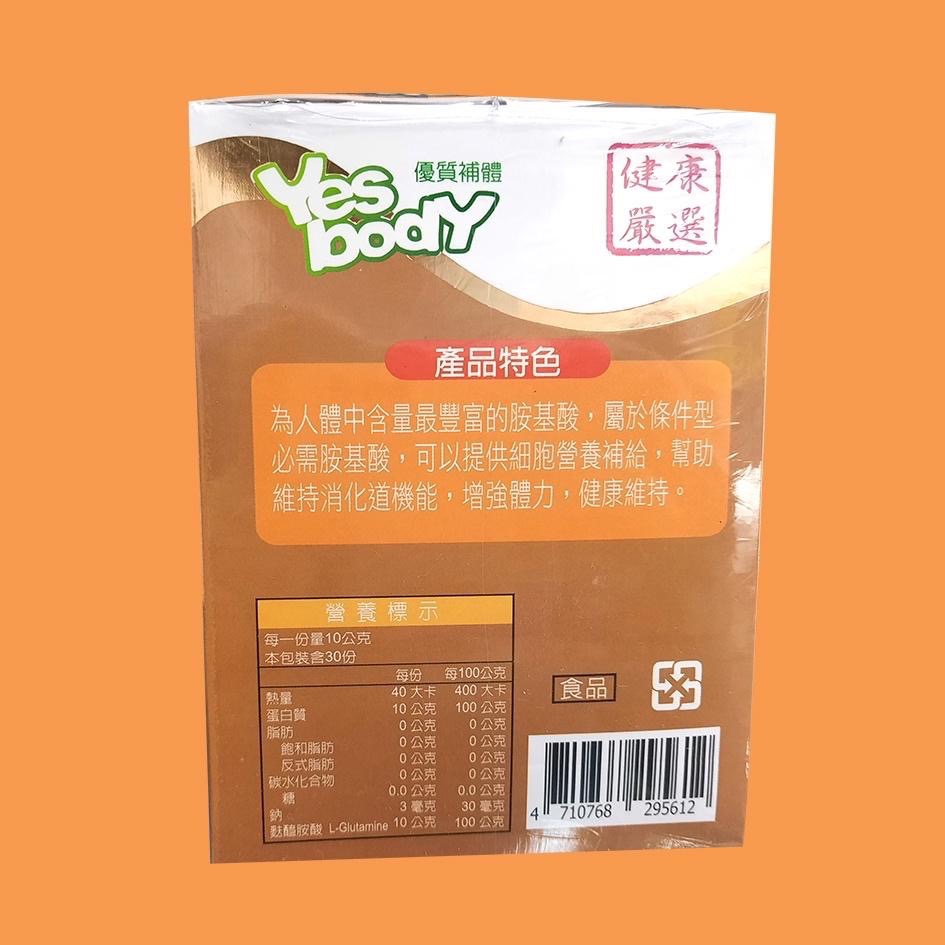 Yes 優質補體
body
健康
嚴選
產品特色
為人體中含量最豐富的胺基酸，屬於條件型
必需胺基酸，可以提供細胞營養補給，幫助
維持消化道機能，增強體力，健康維持。
營養標示
每一份量10公克
本包裝含30份
每份 每100公克
熱量 40 大卡 400 大卡
蛋白質 10 公克 100 公克
脂肪 0 公克 0 公克
飽和脂肪 0 公克 0 公克
反式脂肪 0 公克 0 公克
碳水化合物 0 公克 0 公克
糖 0.0 公克 0.0 公克
鈉 3 毫克 30 毫克
麩醯胺酸 L-Glutamine 10 公克 100 公克
食品
4 710768 295612